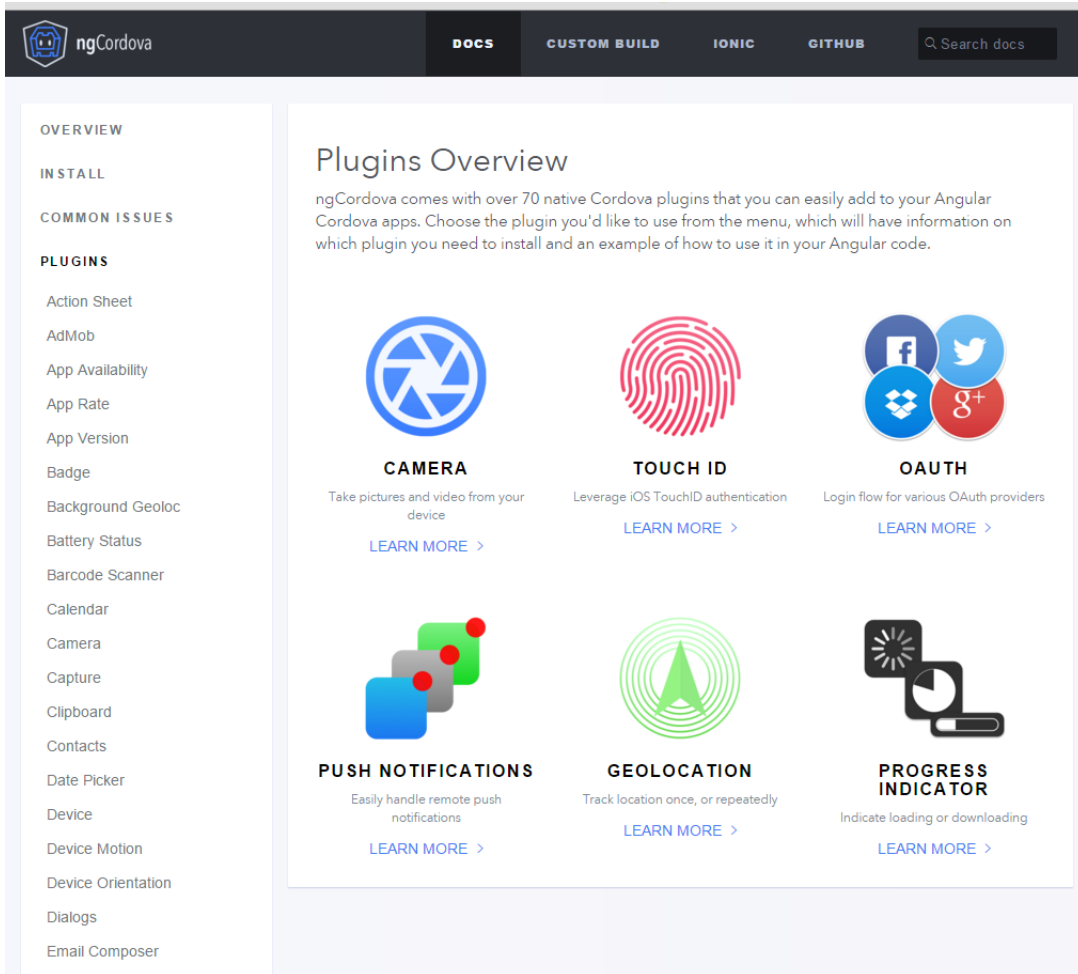 ngCordova
DOCS
CUSTOM BUILD
IONIC
GITHUB
Search docs
OVERVIEW
INSTALL
COMMON ISSUES
PLUGINS
Action Sheet
AdMob
App Availability
App Rate
App Version
Badge
Background Geoloc
Battery Status
Barcode Scanner
Calendar
Camera
Capture
Clipboard
Contacts
Date Picker
Device
Device Motion
Device Orientation
Dialogs
Email Composer
Plugins Overview
ngCordova comes with over 70 native Cordova plugins that you can easily add to your Angular
Cordova apps. Choose the plugin you'd like to use from the menu, which will have information on
which plugin you need to install and an example of how to use it in your Angular code.
CAMERA
Take pictures and video from your
device
LEARN MORE >
TOUCH ID
Leverage iOS TouchID authentication
LEARN MORE >
f
g+
OAUTH
Login flow for various OAuth providers
LEARN MORE >
PUSH NOTIFICATIONS
Easily handle remote push
notifications
LEARN MORE >
GEOLOCATION
Track location once, or repeatedly
LEARN MORE >
PROGRESS
INDICATOR
Indicate loading or downloading
LEARN MORE >